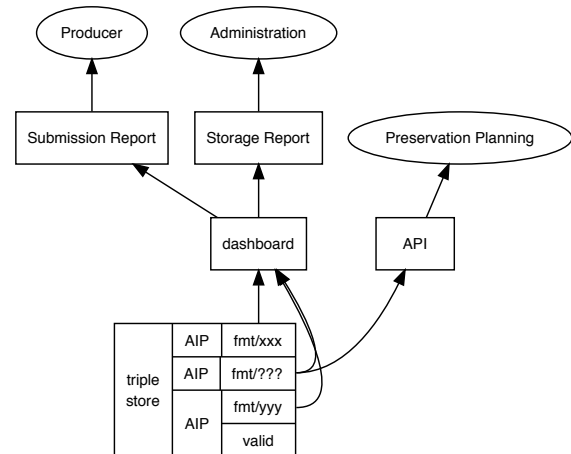 Producer
Administration
Submission Report
Storage Report
Preservation Planning
dashboard
API
triple
store
AIP
fmt/xxx
AIP
fmt/???
AIP
fmt/yyy
valid